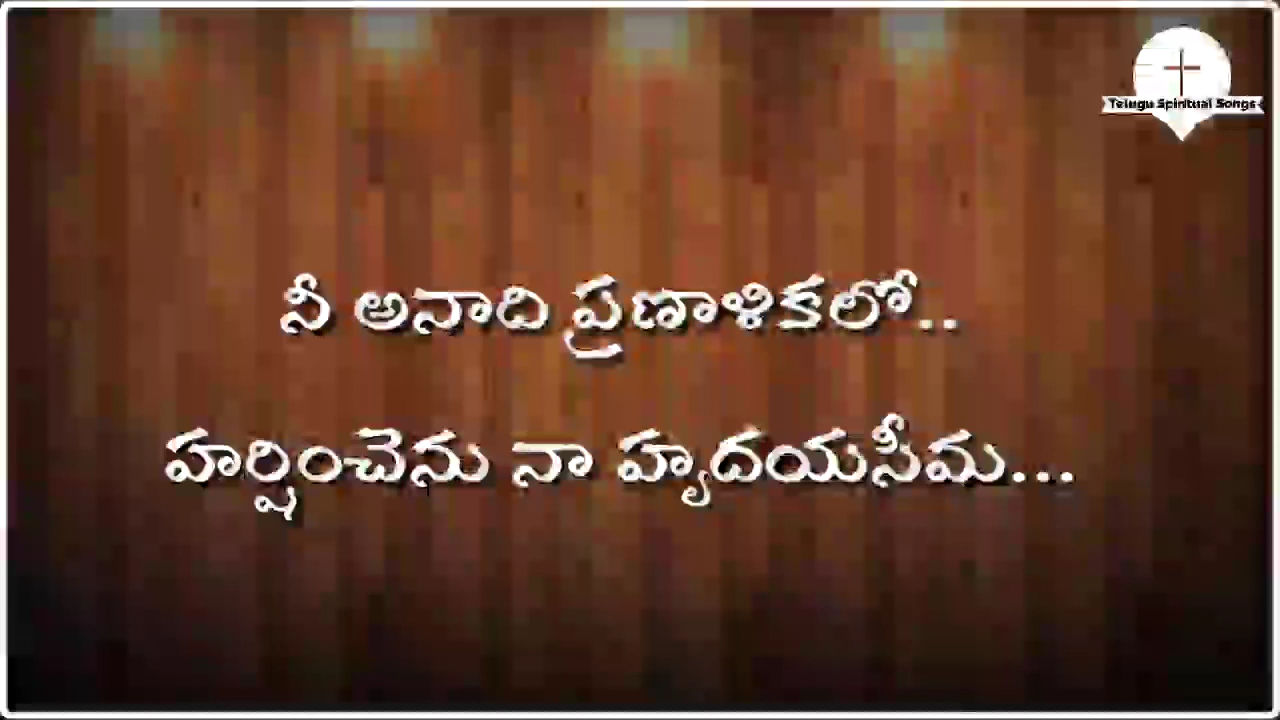 Telugu Spiritual Songs
నీ అనాది ప్రణాళికలో..
హర్షించెను నా హృదయసీమ...